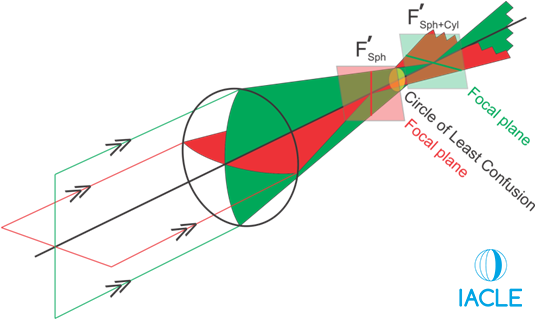 F′Sph
F′Sph+Cyl
Focal plane
Circle of Least Confusion
Focal plane
IACLE